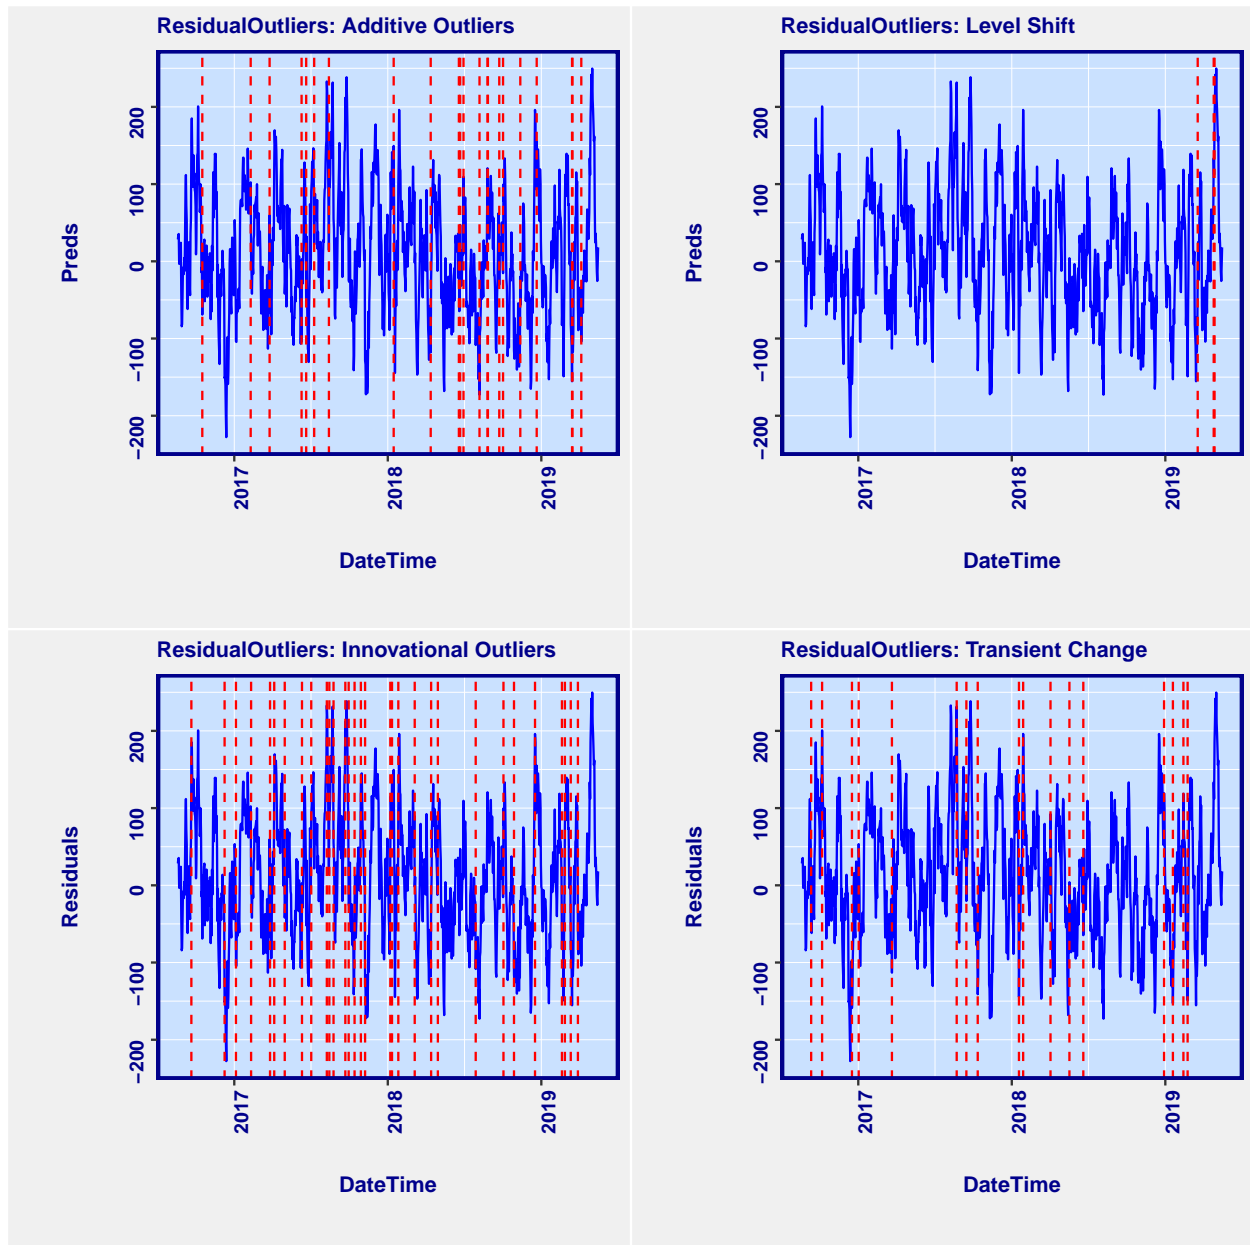 ResidualOutliers: Additive Outliers
Preds
200
100
0
−100
−200
2017
2018
2019
DateTime
ResidualOutliers: Level Shift
Preds
200
100
0
−100
−200
2017
2018
2019
DateTime
ResidualOutliers: Innovational Outliers
Residuals
200
100
0
−100
−200
2017
2018
2019
DateTime
ResidualOutliers: Transient Change
Residuals
200
100
0
−100
−200
2017
2018
2019
DateTime